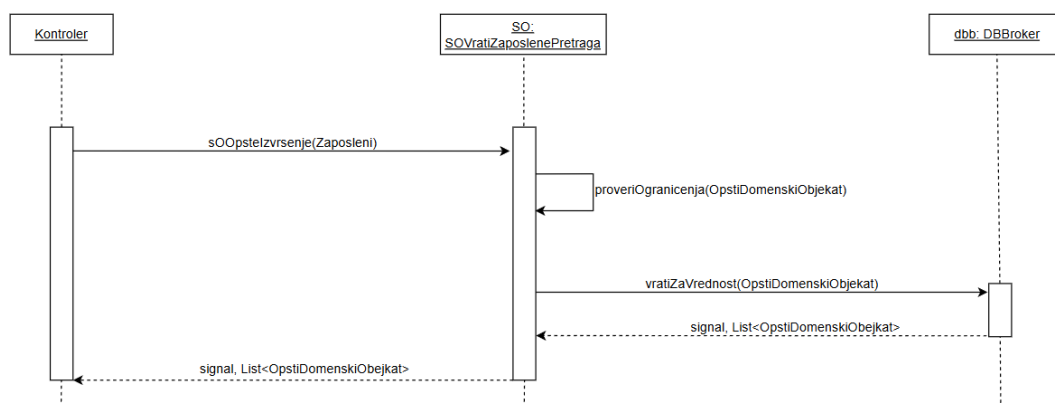 Kontroler
SO:
SOVratiZaposlenePretraga
dbb: DBBroker
sOOpsteIzvrsenje(Zaposleni)
proveriOgranicenja(OpstiDomenskiObjekat)
vratiZaVrednost(OpstiDomenskiObjekat)
signal, List<OpstiDomenskiObejkat>
signal, List<OpstiDomenskiObejkat>